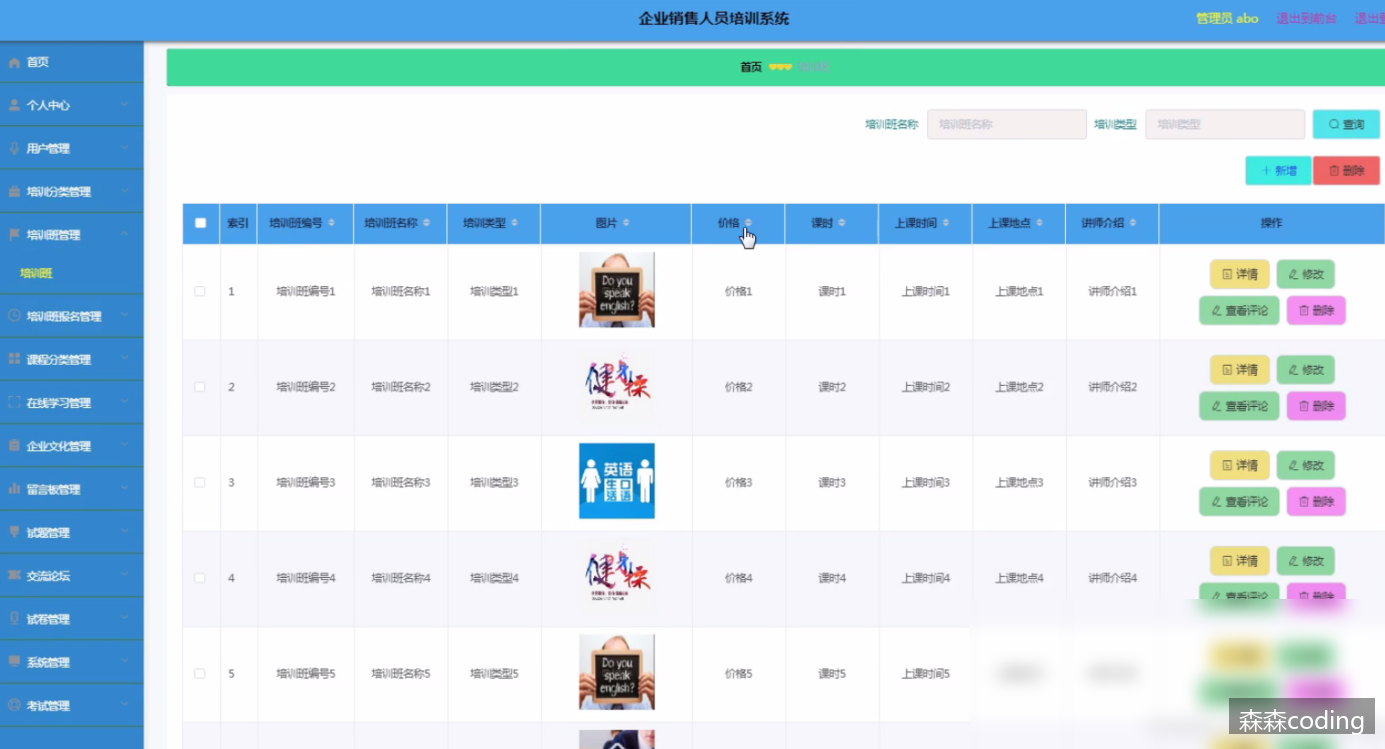 企业销售人员培训系统
管理员 abo 退出到前台
首页
个人中心
用户管理
培训分类管理
培训班管理
培训班
培训班报名管理
课程分类管理
在线学习管理
企业文化管理
留言板管理
试题管理
交流论坛
试卷管理
系统管理
考试管理
首页
培训班名称 培训班名称 培训类型 培训类型 查询
新增 删除
索引 培训班编号 培训班名称 培训类型 图片 价格 课时 上课时间 上课地点 讲师介绍 操作
1 培训班编号1 培训班名称1 培训类型1 价格1 课时1 上课时间1 上课地点1 讲师介绍1
Do you
speak
english?
详情 修改
查看评论 删除
2 培训班编号2 培训班名称2 培训类型2 价格2 课时2 上课时间2 上课地点2 讲师介绍2
健身操
详情 修改
查看评论 删除
3 培训班编号3 培训班名称3 培训类型3 价格3 课时3 上课时间3 上课地点3 讲师介绍3
英语
生口
活语
详情 修改
查看评论 删除
4 培训班编号4 培训班名称4 培训类型4 价格4 课时4 上课时间4 上课地点4 讲师介绍4
健身操
详情 修改
查看评论 删除
5 培训班编号5 培训班名称5 培训类型5 价格5 课时5 上课时间5
Do you
speak
english?
森森coding